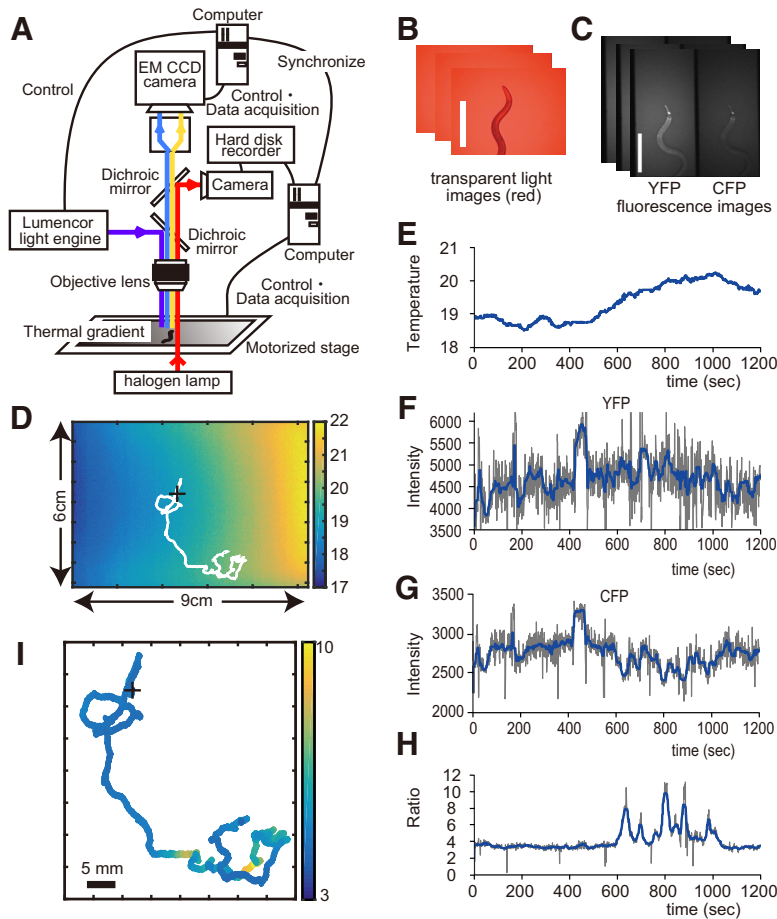 A
Computer
EM CCD
camera
Control
Synchronize
Control・
Data acquisition
Hard disk
recorder
Dichroic
mirror
Camera
Lumencor
light engine
Dichroic
mirror
Computer
Objective lens
Control・
Data acquisition
Thermal gradient
Motorized stage
halogen lamp
B
transparent light
images (red)
C
YFP CFP
fluorescence images
D
6cm
9cm
22
21
20
19
18
17
E
Temperature
21
20
19
18
0 200 400 600 800 1000 1200
time (sec)
F
YFP
Intensity
6000
5500
5000
4500
4000
3500
0 200 400 600 800 1000 1200
time (sec)
G
CFP
Intensity
3500
3000
2500
2000
0 200 400 600 800 1000 1200
time (sec)
H
Ratio
12
10
8
6
4
2
0
0 200 400 600 800 1000 1200
time (sec)
I
10
3
5 mm